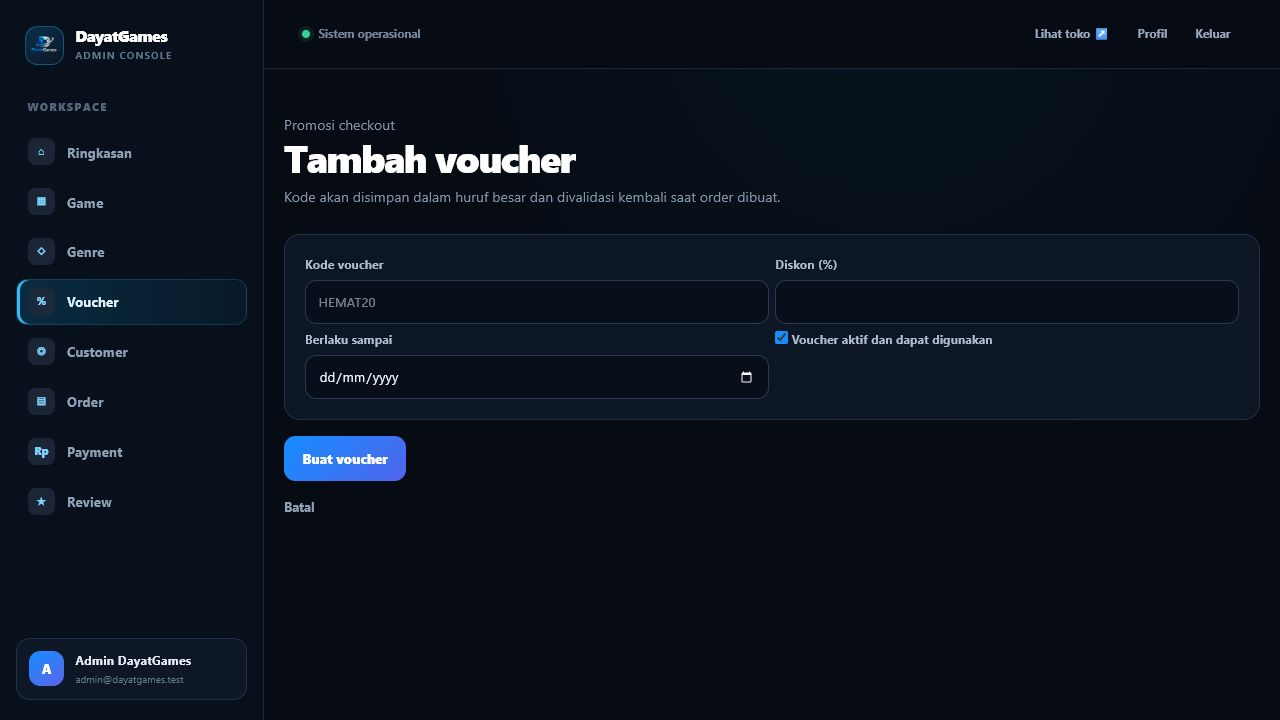 DayatGames
ADMIN CONSOLE
WORKSPACE
Ringkasan
Game
Genre
% Voucher
Customer
Order
Rp Payment
Review
A
Admin DayatGames
admin@dayatgames.test
Sistem operasional
Lihat toko ↗
Profil
Keluar
Promosi checkout
Tambah voucher
Kode akan disimpan dalam huruf besar dan divalidasi kembali saat order dibuat.
Kode voucher
HEMAT20
Diskon (%)
Berlaku sampai
dd/mm/yyyy
Voucher aktif dan dapat digunakan
Buat voucher
Batal